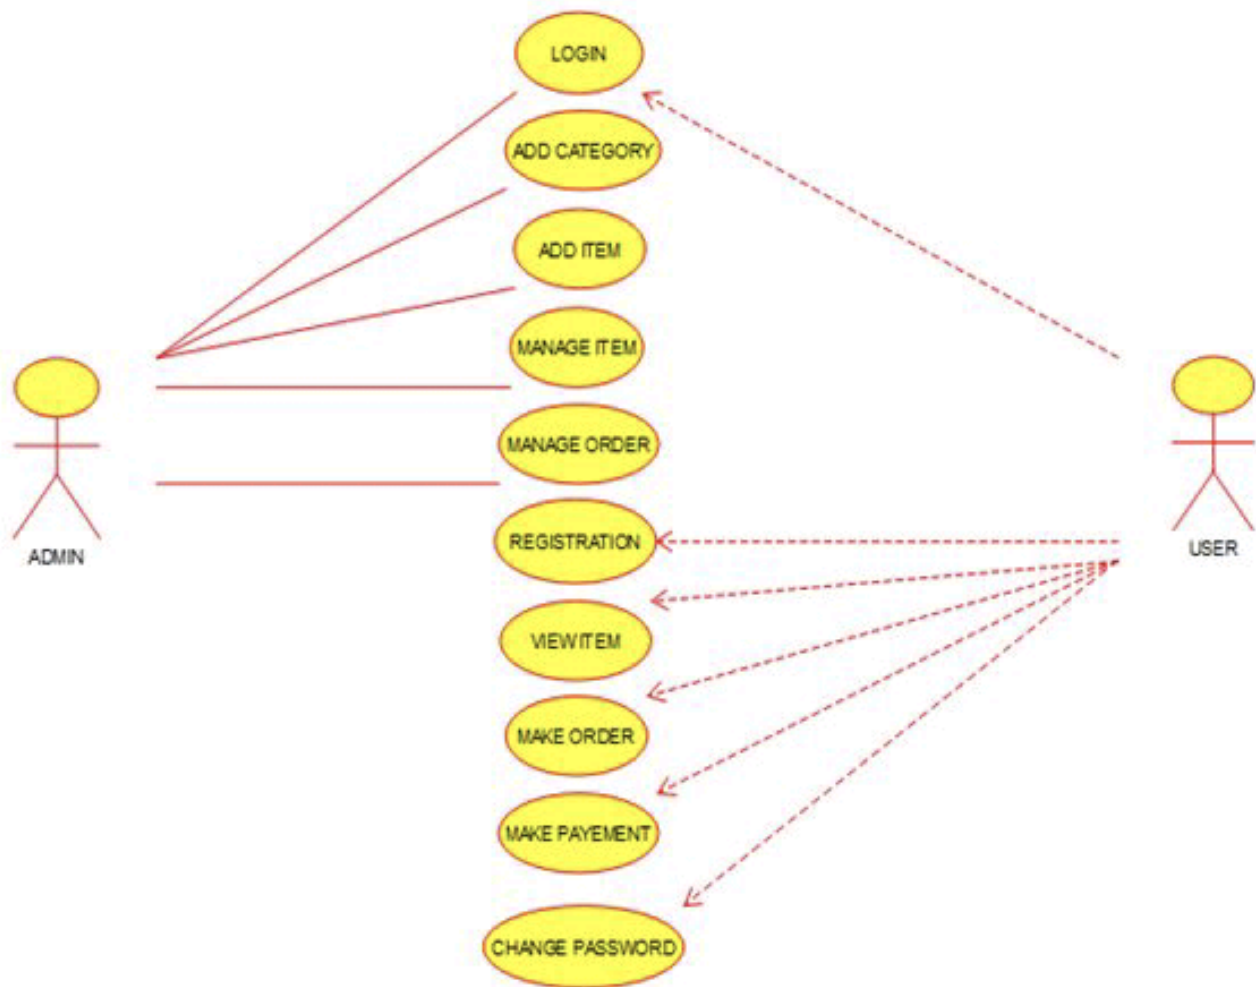 LOGIN
ADD CATEGORY
ADD ITEM
MANAGE ITEM
MANAGE ORDER
REGISTRATION
VIEW ITEM
MAKE ORDER
MAKE PAYEMENT
CHANGE PASSWORD
ADMIN
USER